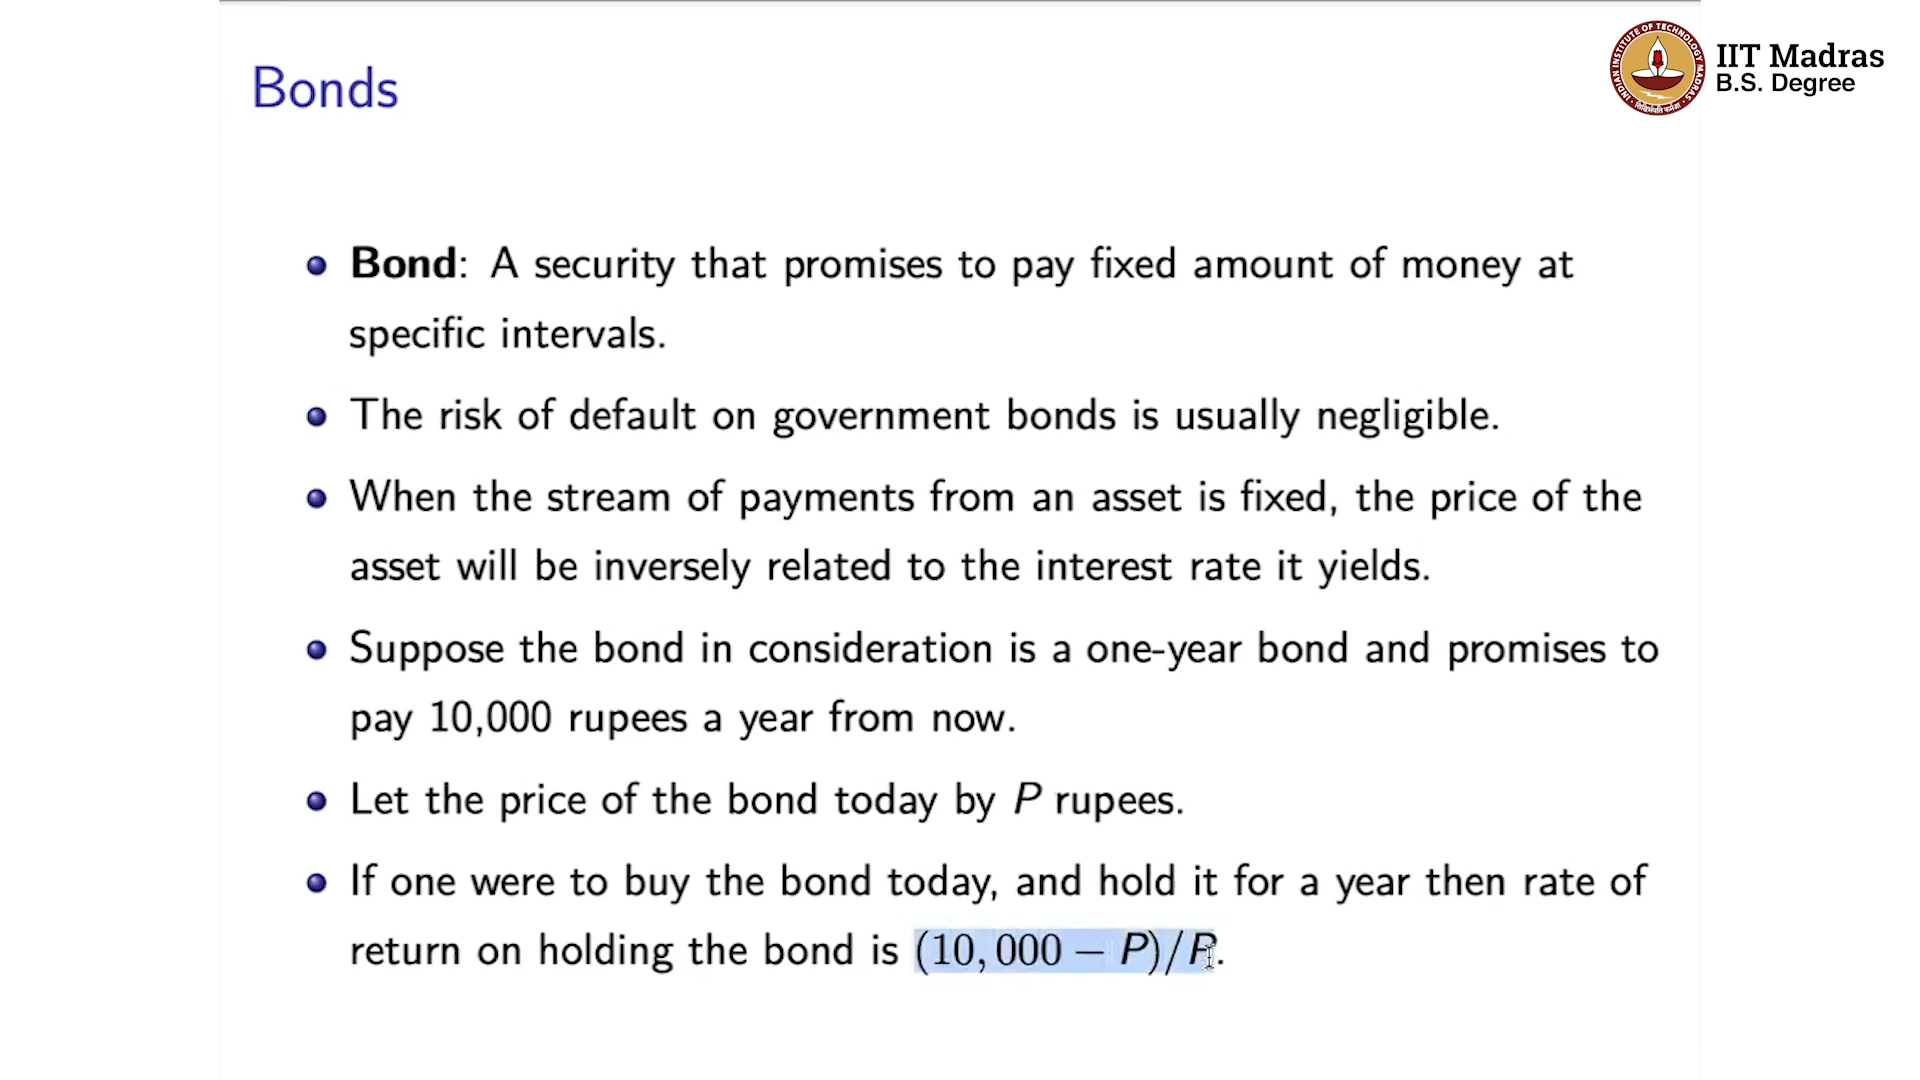 Bonds
IIT Madras
B.S. Degree
Bond: A security that promises to pay fixed amount of money at
specific intervals.
The risk of default on government bonds is usually negligible.
When the stream of payments from an asset is fixed, the price of the
asset will be inversely related to the interest rate it yields.
Suppose the bond in consideration is a one-year bond and promises to
pay 10,000 rupees a year from now.
Let the price of the bond today by P rupees.
If one were to buy the bond today, and hold it for a year then rate of
return on holding the bond is (10,000 − P)/P.
INDIAN INSTITUTE OF TECHNOLOGY MADRAS